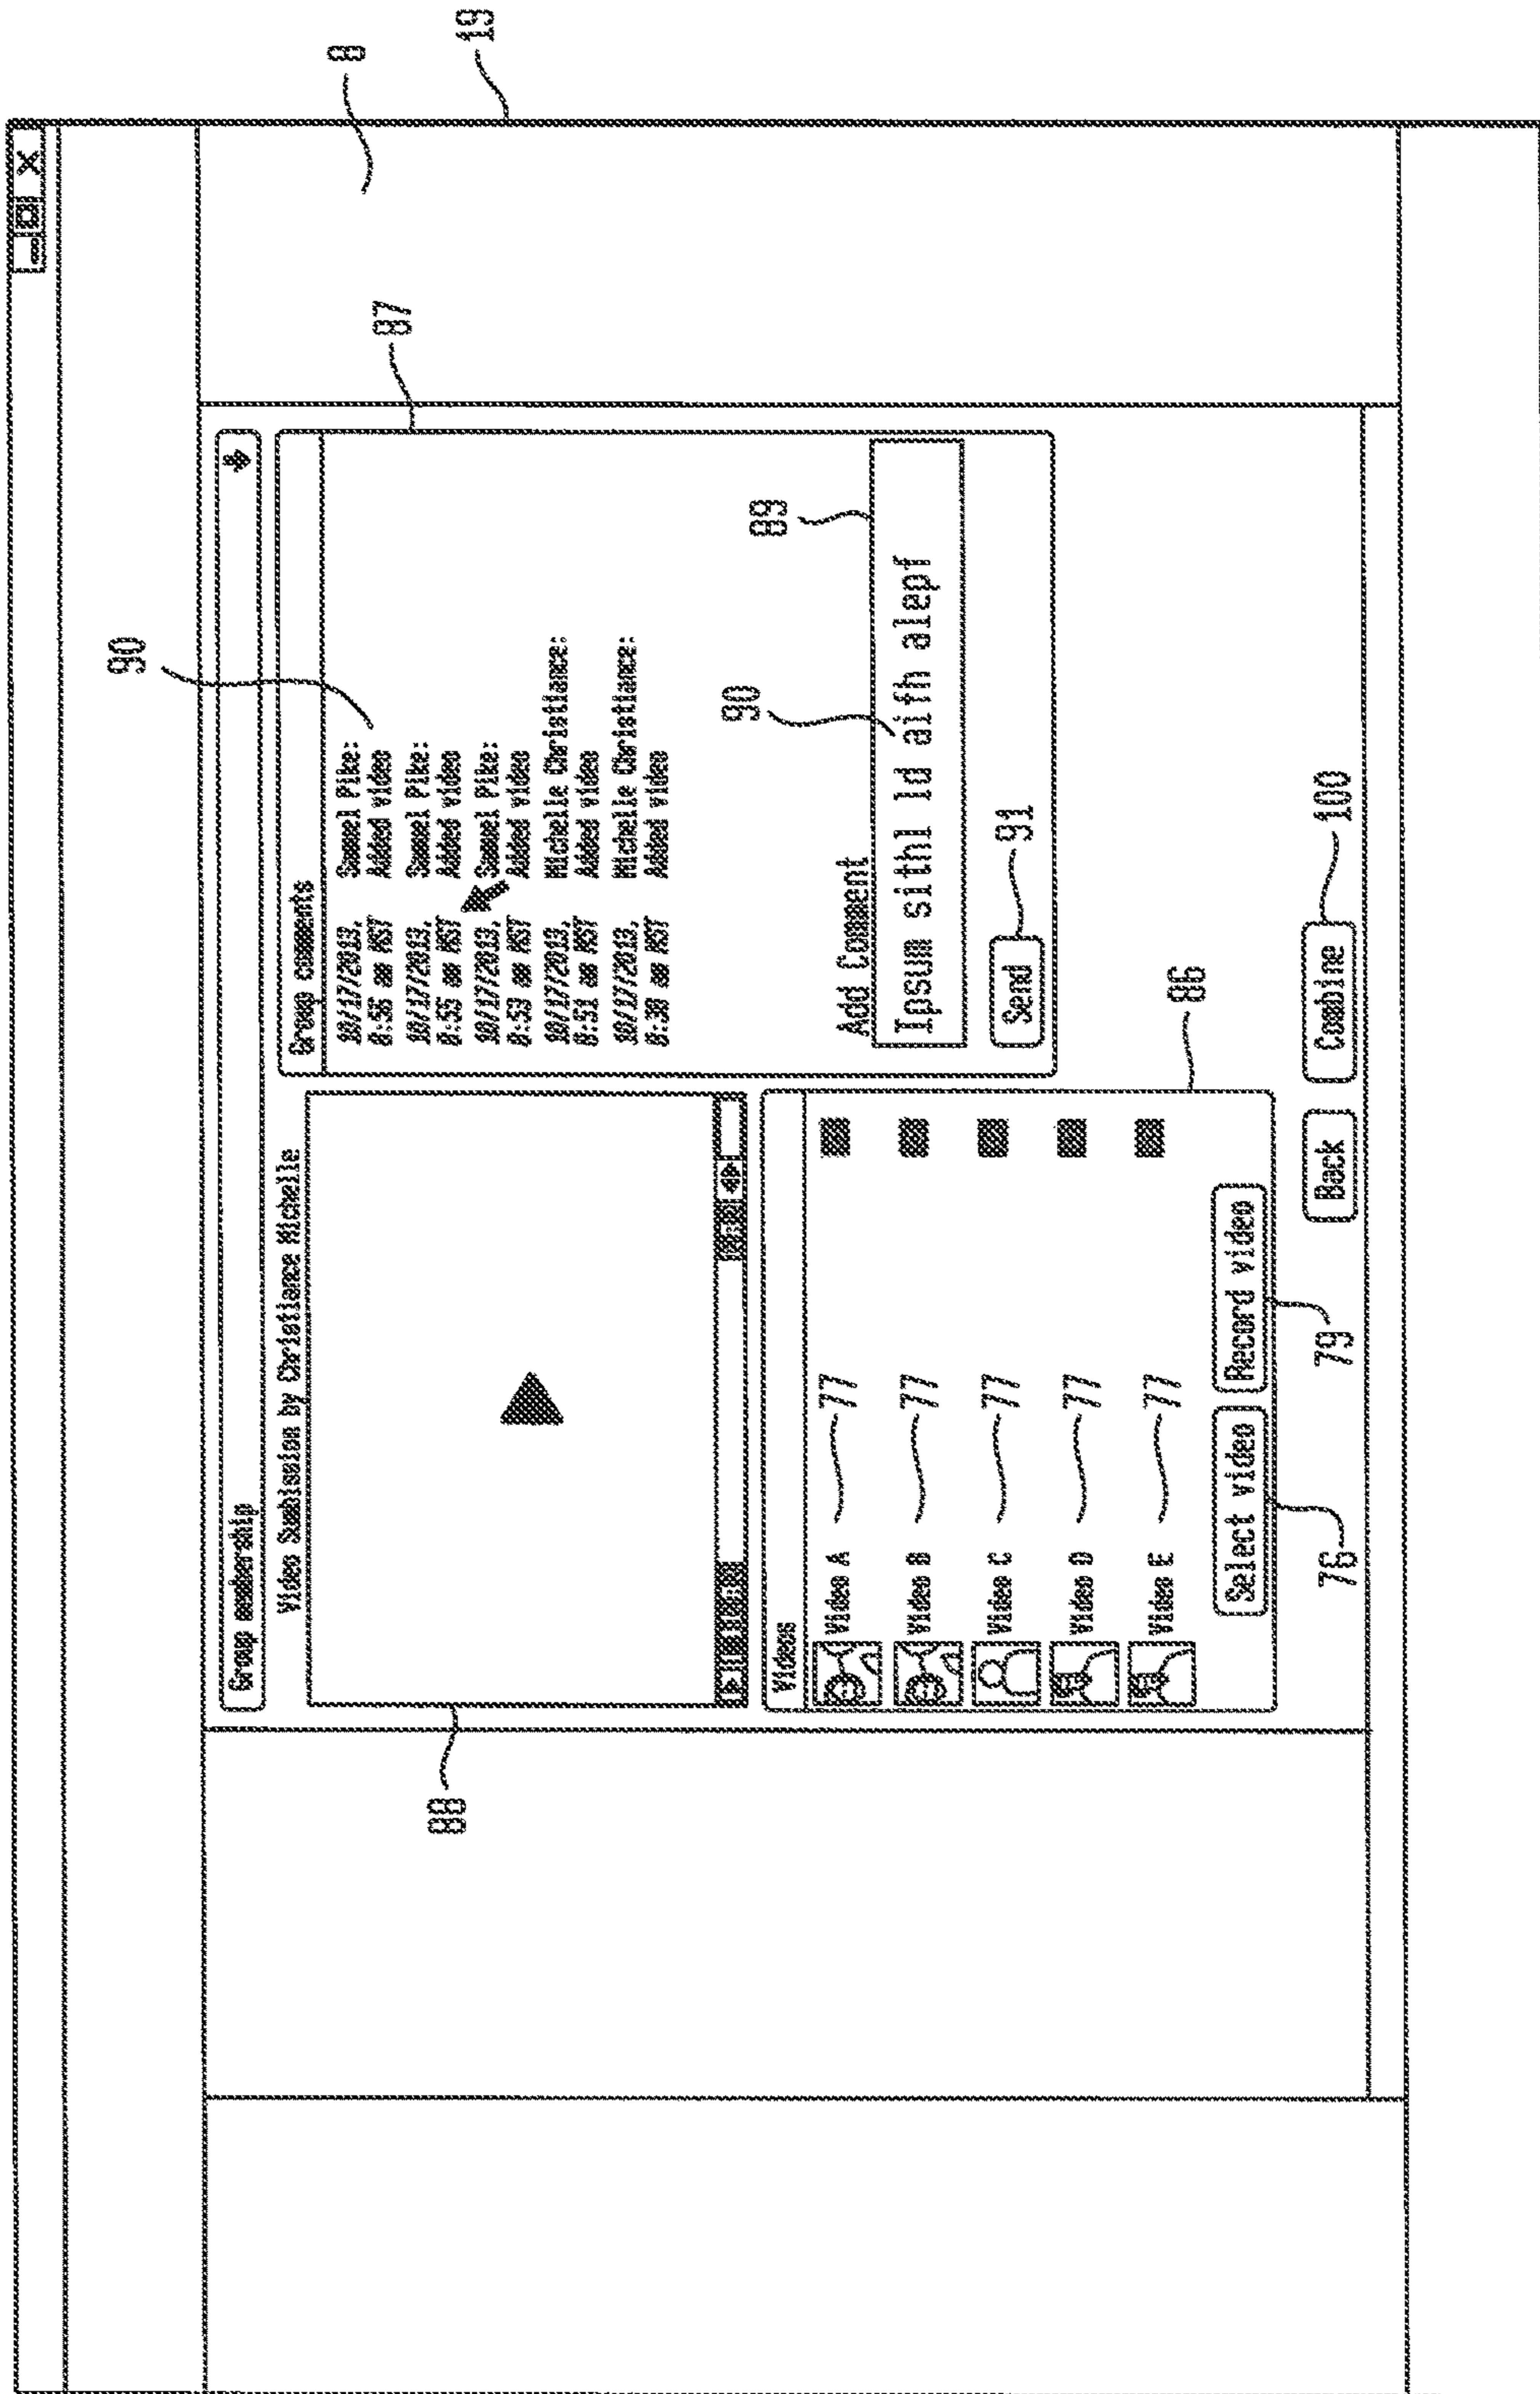 8
19
90
87
88
Group membership
Video Sumbission by Christiance Michelle
Group comments
10/17/2013, Samuel Pike:
8:56 am MST Added video
10/17/2013, Samuel Pike:
8:55 am MST Added video
10/17/2013, Samuel Pike:
8:53 am MST Added video
10/17/2013, Michelle Christiance:
8:51 am MST Added video
10/17/2013, Michelle Christiance:
8:38 am MST Added video
90
89
Add Comment
Ipsum sithl ld aifh alepf
Send
91
Videos
Video A 77
Video B 77
Video C 77
Video D 77
Video E 77
86
Select video Record video
76
79
Back Combine
100